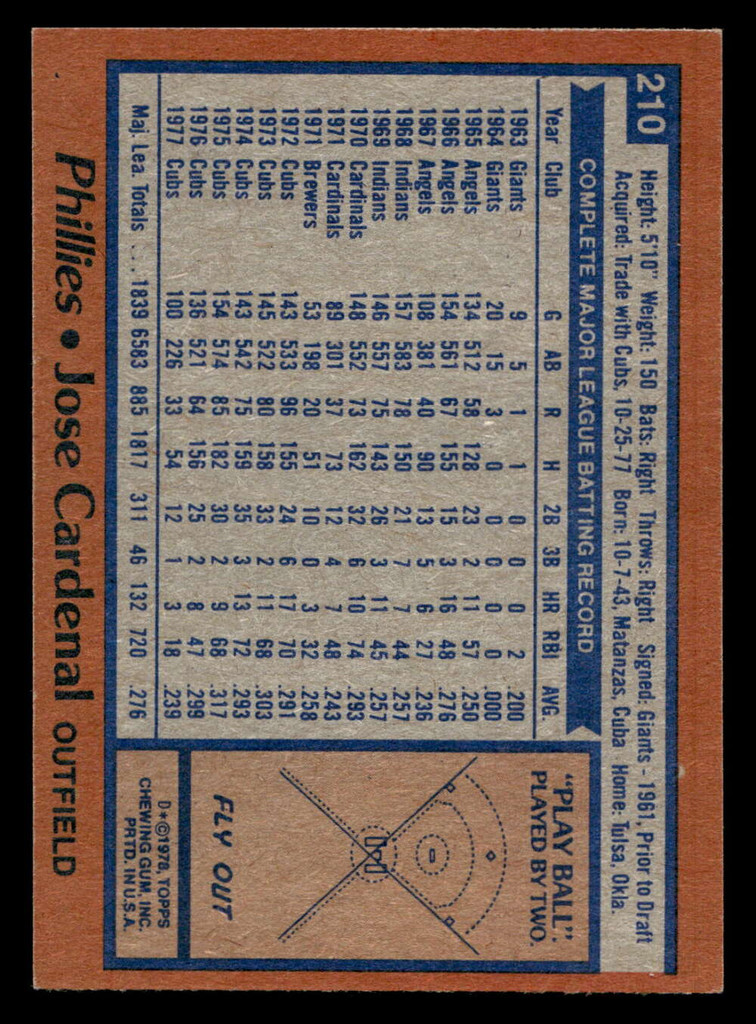 210
Height: 5'10" Weight: 150 Bats: Right Throws: Right Signed: Giants - 1961, Prior to Draft
Acquired: Trade with Cubs, 10-25-77 Born: 10-7-43, Matanzas, Cuba Home: Tulsa, Okla.
COMPLETE MAJOR LEAGUE BATTING RECORD
Year Club G AB R H 2B 3B HR RBI AVG.
1963 Giants 9 5 1 1 0 0 0 2 .200
1964 Giants 20 15 3 0 0 0 0 0 .000
1965 Angels 134 512 58 128 23 2 11 57 .250
1966 Angels 154 561 67 155 15 3 16 48 .276
1967 Angels 108 381 40 90 13 5 6 27 .236
1968 Indians 157 583 78 150 21 7 7 44 .257
1969 Indians 146 557 75 143 26 3 11 45 .257
1970 Cardinals 148 552 73 162 32 6 10 74 .293
1971 Cardinals 89 301 37 73 12 4 7 48 .243
1971 Brewers 53 198 20 51 10 0 3 32 .258
1972 Cubs 143 533 96 155 24 6 17 70 .291
1973 Cubs 145 522 80 158 33 2 11 68 .303
1974 Cubs 143 542 75 159 35 3 13 72 .293
1975 Cubs 154 574 85 182 30 2 9 68 .317
1976 Cubs 136 521 64 156 25 2 8 47 .299
1977 Cubs 100 226 33 54 12 1 3 18 .239
Maj. Lea. Totals ... 1839 6583 885 1817 311 46 132 720 .276
"PLAY BALL".
PLAYED BY TWO.
FLY OUT
D*©1978, TOPPS
CHEWING GUM, INC.
PRTD. IN U.S.A.
Phillies • Jose Cardenal OUTFIELD